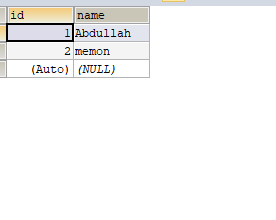 id name
1 Abdullah
2 memon
(Auto) (NULL)